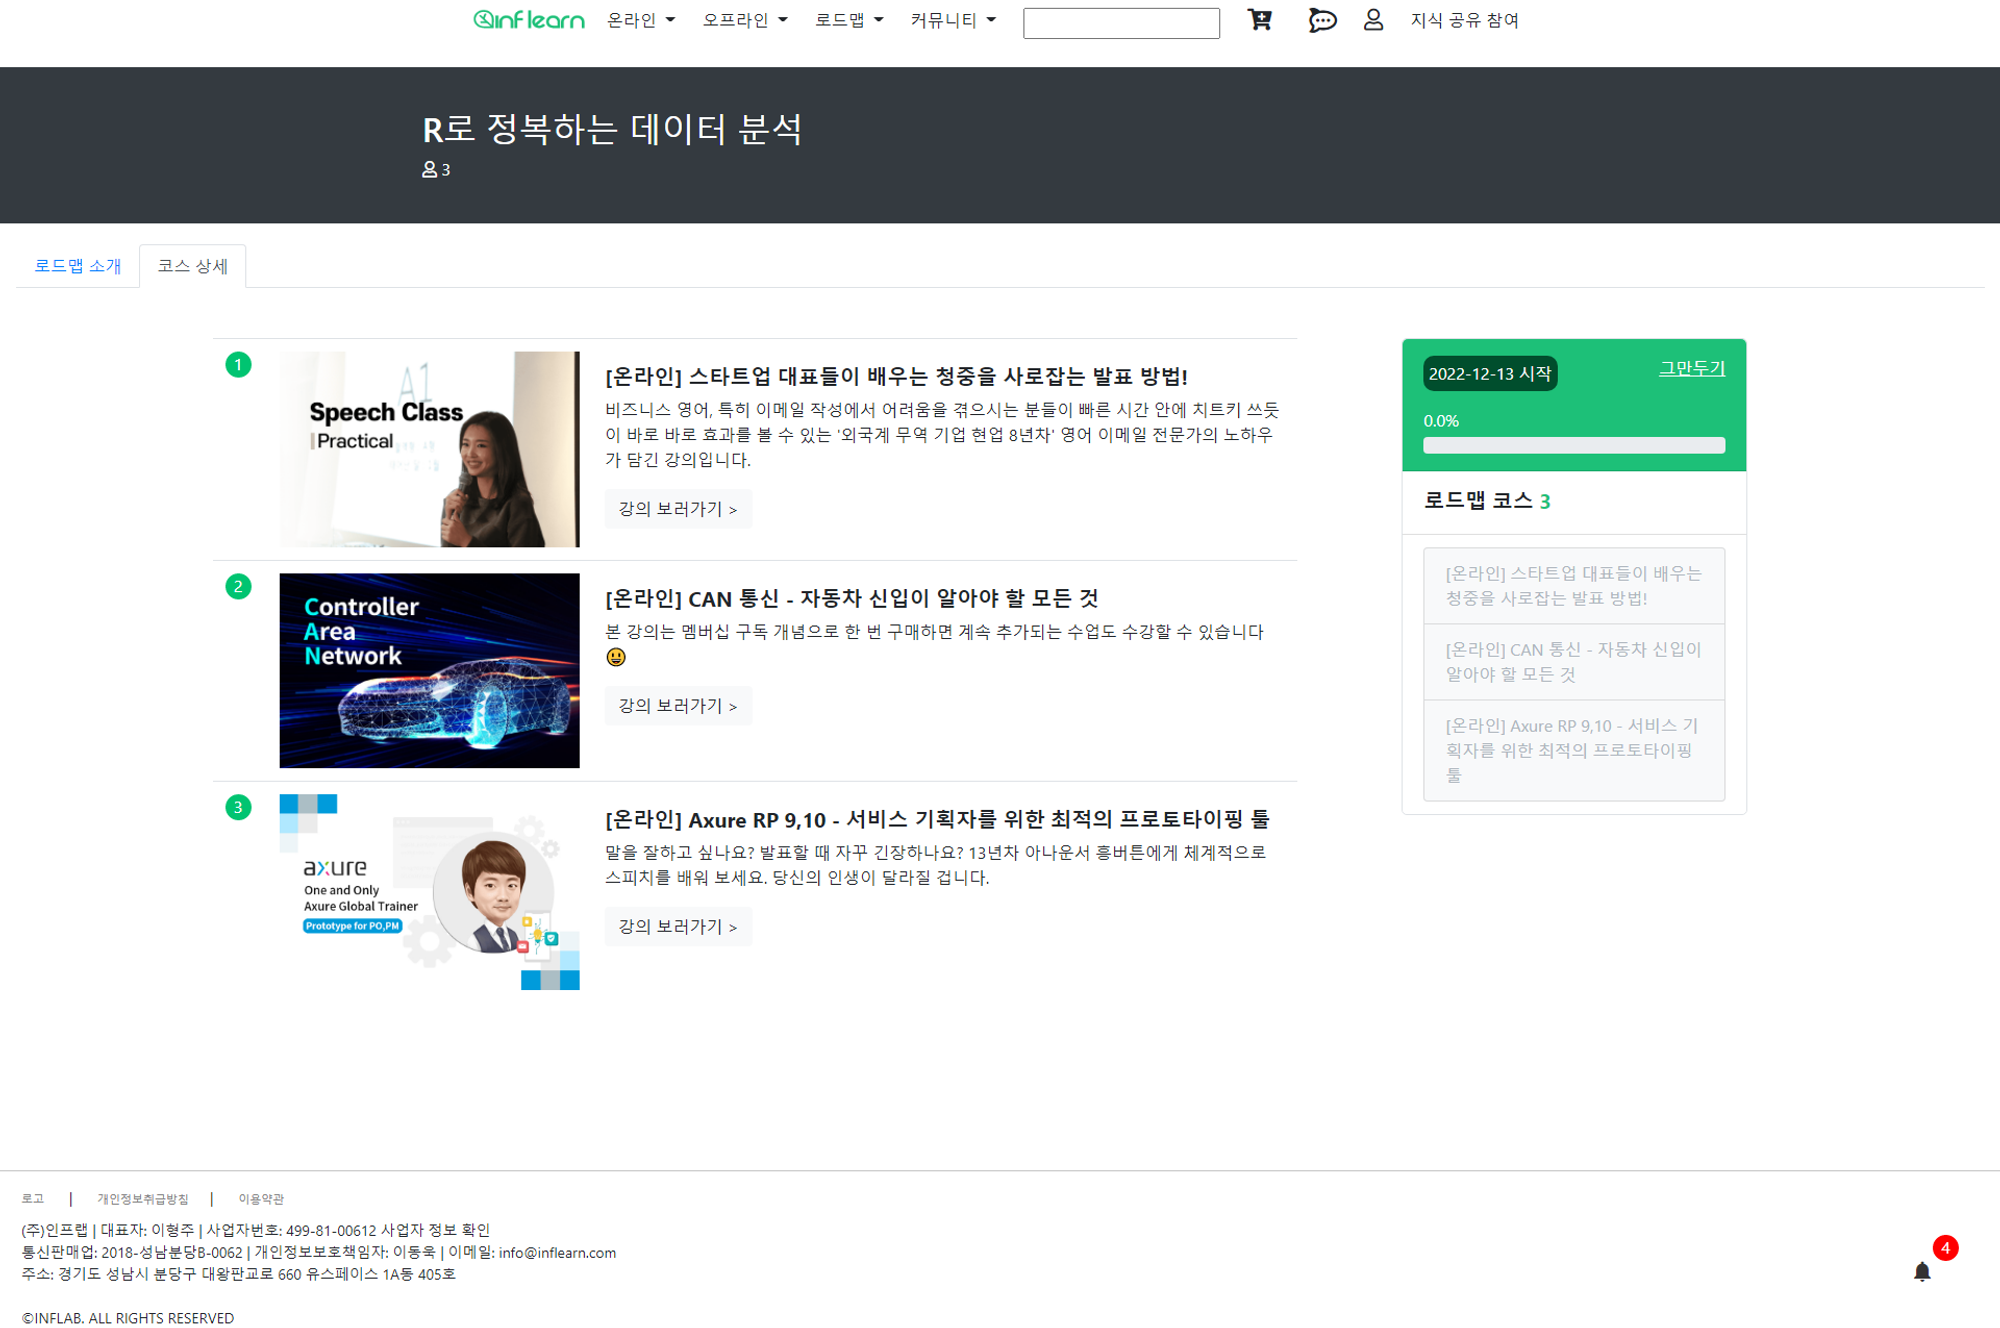 inflearn 온라인 오프라인 로드맵 커뮤니티 지식 공유 참여
R로 정복하는 데이터 분석
3
로드맵 소개 코스 상세
1
Speech Class
Practical
[온라인] 스타트업 대표들이 배우는 청중을 사로잡는 발표 방법!
비즈니스 영어, 특히 이메일 작성에서 어려움을 겪으시는 분들이 빠른 시간 안에 치트키 쓰듯
이 바로 바로 효과를 볼 수 있는 '외국계 무역 기업 현업 8년차' 영어 이메일 전문가의 노하우
가 담긴 강의입니다.
강의 보러가기 >
2
Controller
Area
Network
[온라인] CAN 통신 - 자동차 신입이 알아야 할 모든 것
본 강의는 멤버십 구독 개념으로 한 번 구매하면 계속 추가되는 수업도 수강할 수 있습니다
😃
강의 보러가기 >
3
axure
One and Only
Axure Global Trainer
Prototype for PO,PM
[온라인] Axure RP 9,10 - 서비스 기획자를 위한 최적의 프로토타이핑 툴
말을 잘하고 싶나요? 발표할 때 자꾸 긴장하나요? 13년차 아나운서 흥버튼에게 체계적으로
스피치를 배워 보세요. 당신의 인생이 달라질 겁니다.
강의 보러가기 >
2022-12-13 시작 그만두기
0.0%
로드맵 코스 3
[온라인] 스타트업 대표들이 배우는
청중을 사로잡는 발표 방법!
[온라인] CAN 통신 - 자동차 신입이
알아야 할 모든 것
[온라인] Axure RP 9,10 - 서비스 기
획자를 위한 최적의 프로토타이핑
툴
로고 | 개인정보취급방침 | 이용약관
(주)인프랩 | 대표자: 이형주 | 사업자번호: 499-81-00612 사업자 정보 확인
통신판매업: 2018-성남분당B-0062 | 개인정보보호책임자: 이동욱 | 이메일: info@inflearn.com
주소: 경기도 성남시 분당구 대왕판교로 660 유스페이스 1A동 405호
4
©INFLAB. ALL RIGHTS RESERVED